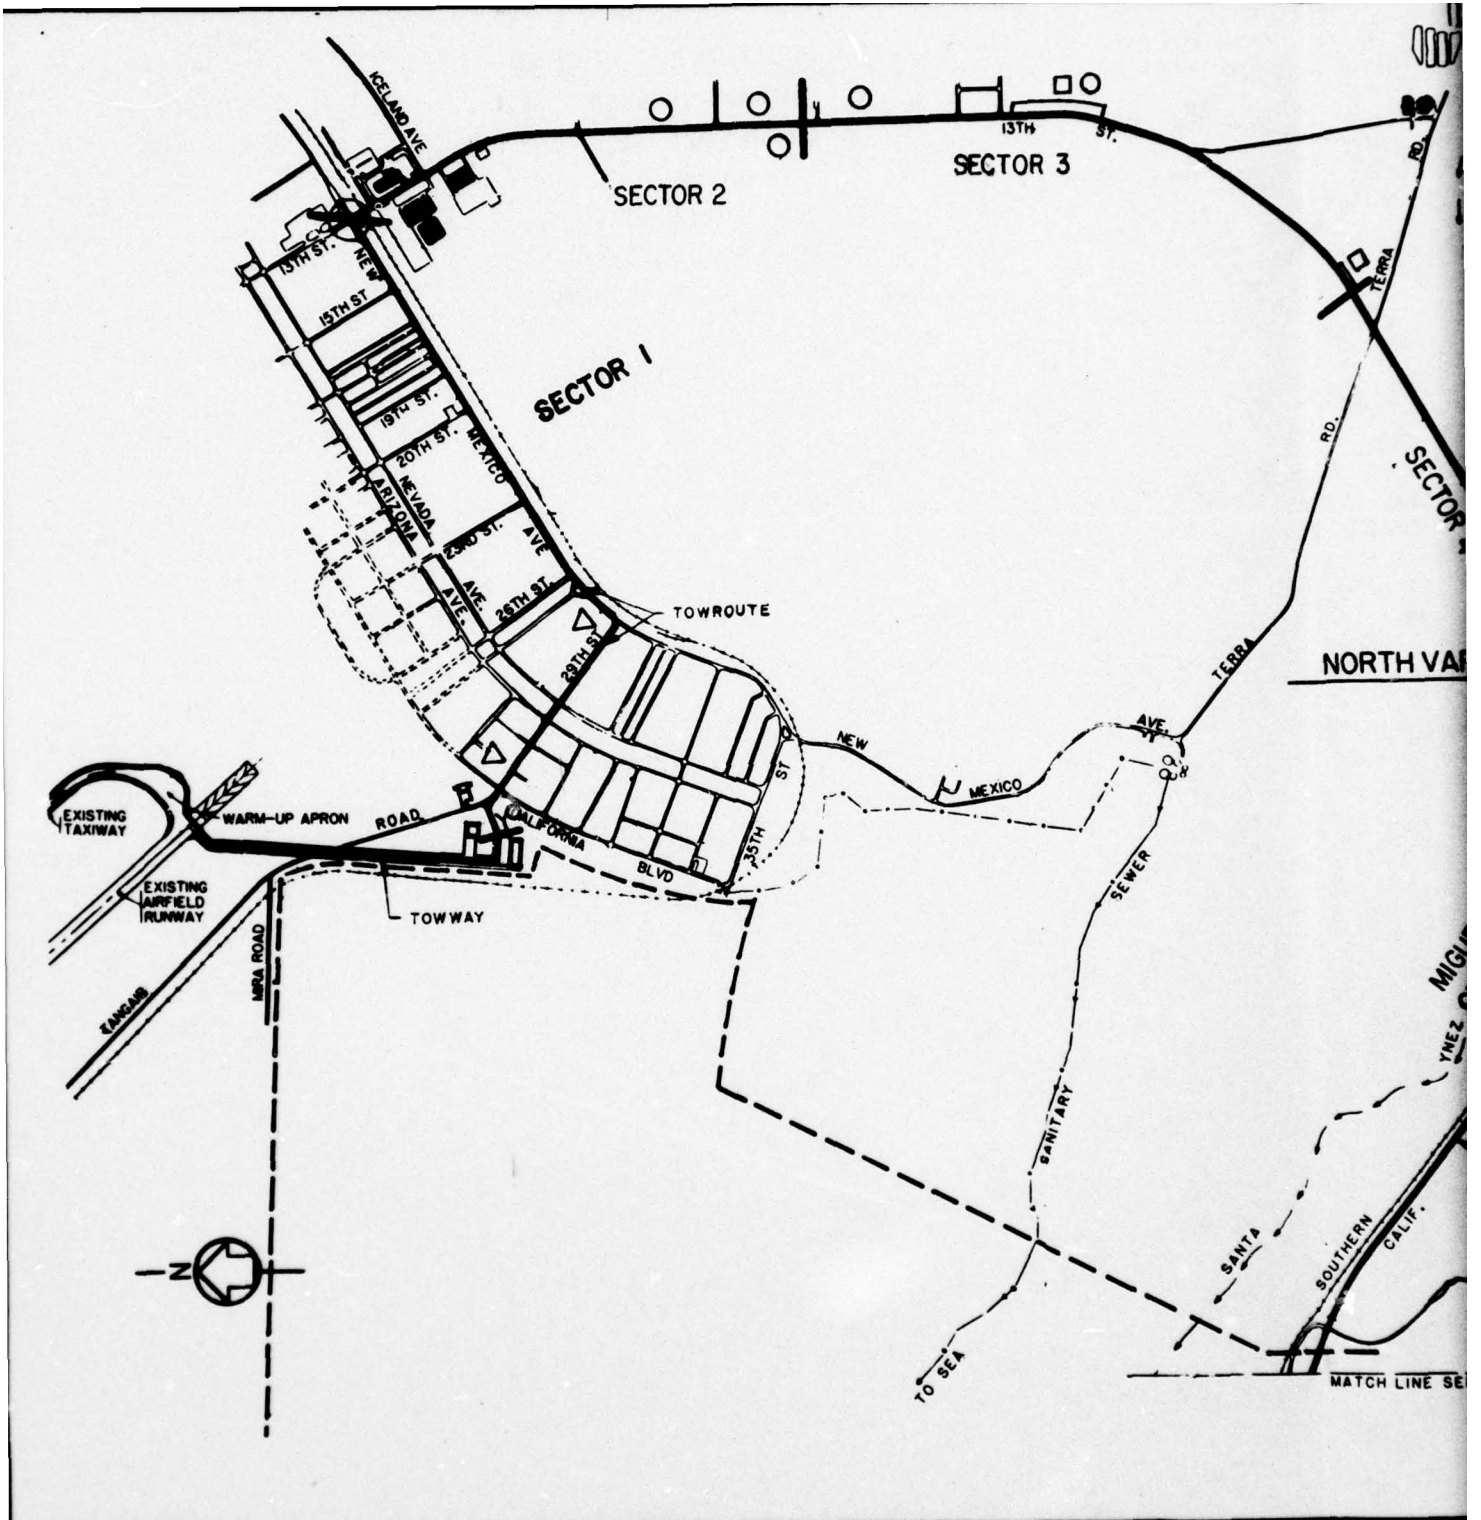 ICELAND AVE
13TH ST.
SECTOR 3
SECTOR 2
RD.
TERRA
13TH ST.
NEW
15TH ST
SECTOR 1
19TH ST.
20TH ST.
MEXICO
RD.
SECTOR
NEVADA
ARIZONA
23RD ST.
AVE
AVE.
AVE.
26TH ST.
TOWROUTE
29TH ST
TERRA
NORTH VA
NEW
AVE.
MEXICO
ST
35TH
EXISTING
TAXIWAY
WARM-UP APRON
ROAD
CALIFORNIA
BLVD
SEWER
EXISTING
AIRFIELD
RUNWAY
TOWWAY
MIRA ROAD
TANGAIR
MIGU
YNEZ
SANITARY
SANTA
SOUTHERN
CALIF.
N
TO SEA
MATCH LINE SE